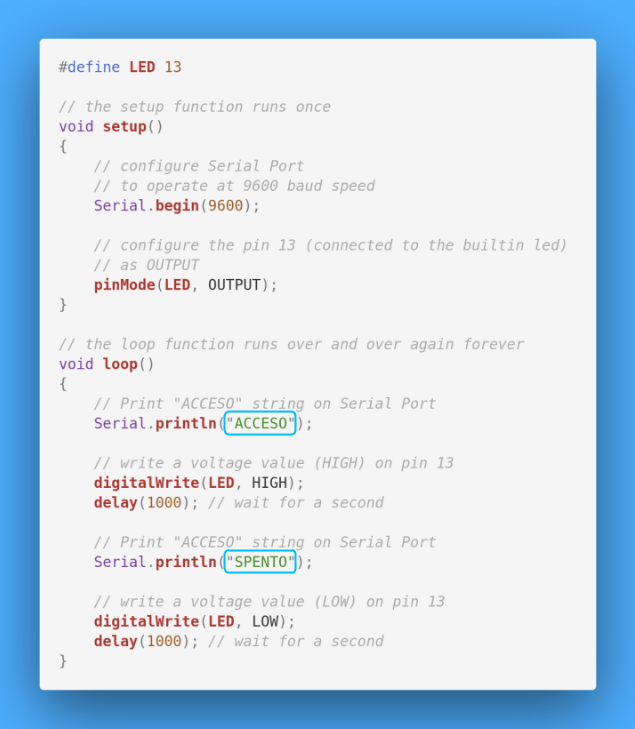 #define LED 13
// the setup function runs once
void setup()
{
// configure Serial Port
// to operate at 9600 baud speed
Serial.begin(9600);
// configure the pin 13 (connected to the builtin led)
// as OUTPUT
pinMode(LED, OUTPUT);
}
// the loop function runs over and over again forever
void loop()
{
// Print "ACCESO" string on Serial Port
Serial.println("ACCESO");
// write a voltage value (HIGH) on pin 13
digitalWrite(LED, HIGH);
delay(1000); // wait for a second
// Print "ACCESO" string on Serial Port
Serial.println("SPENTO");
// write a voltage value (LOW) on pin 13
digitalWrite(LED, LOW);
delay(1000); // wait for a second
}